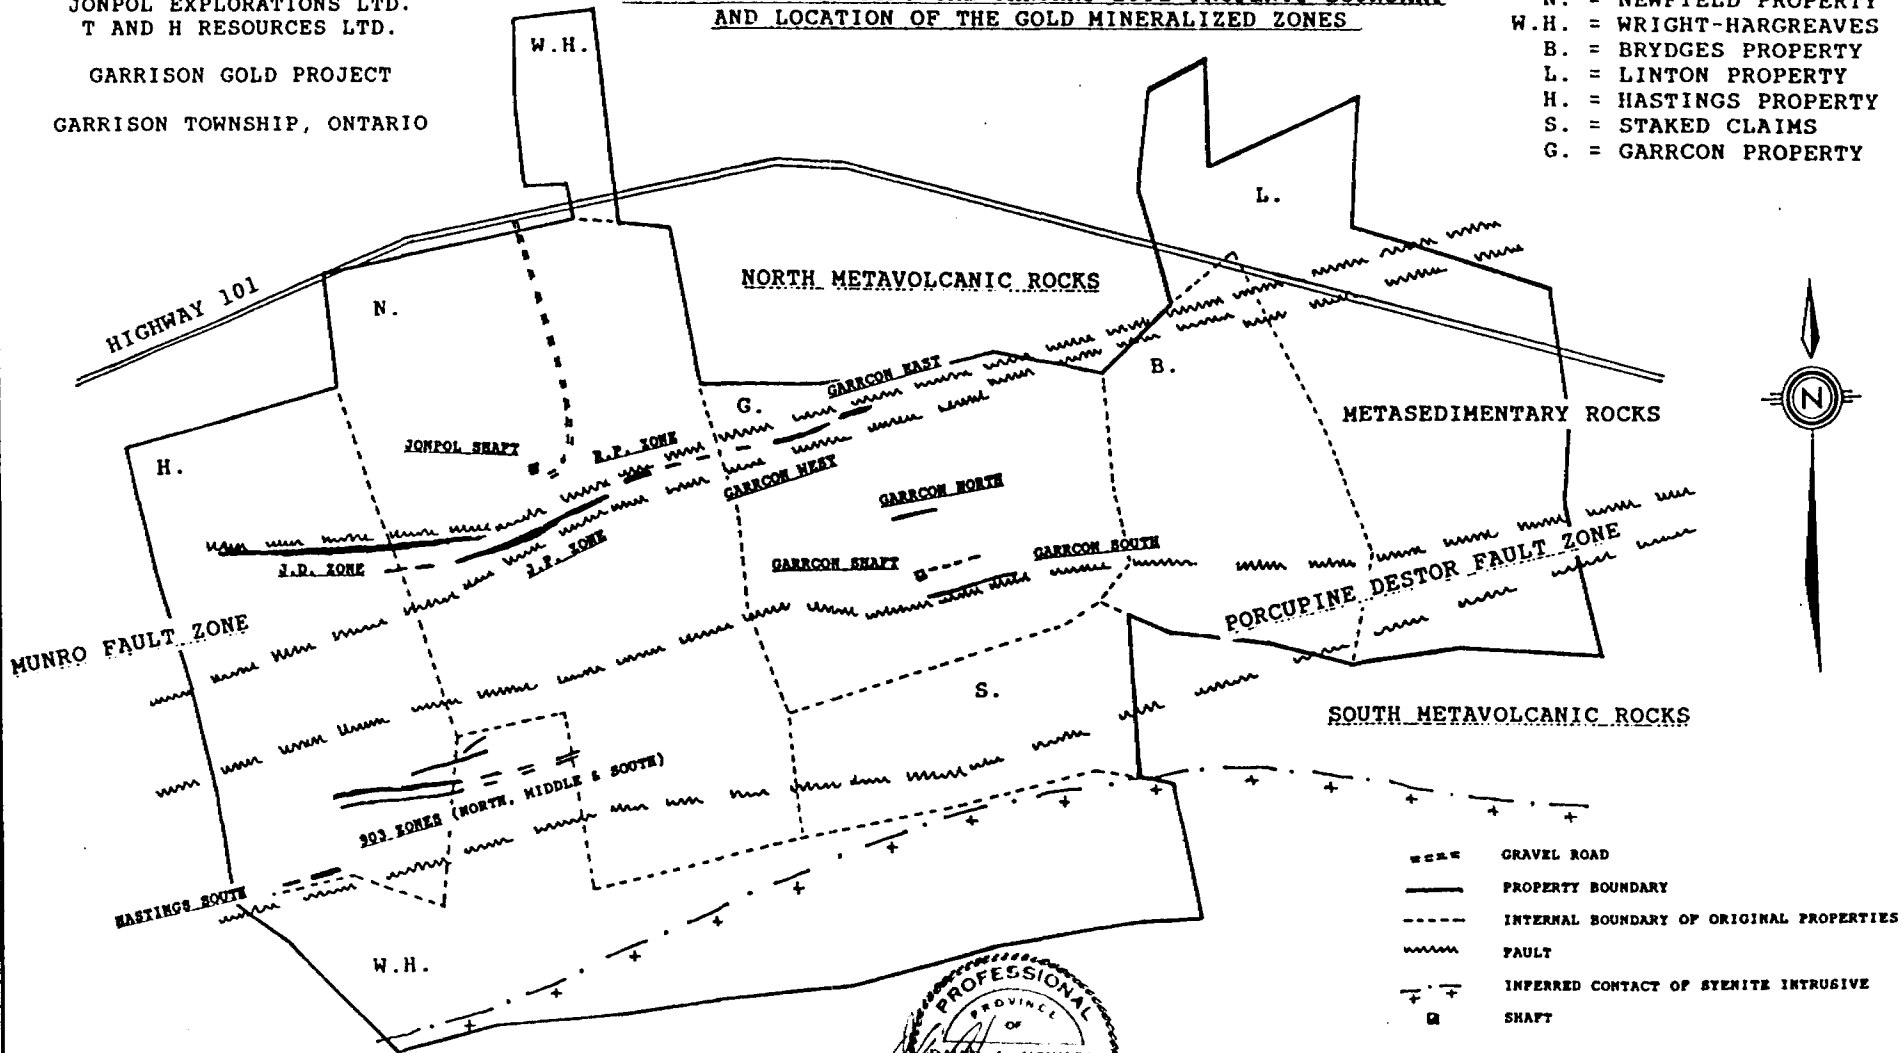 JONPOL EXPLORATIONS LTD.
T AND H RESOURCES LTD.
GARRISON GOLD PROJECT
GARRISON TOWNSHIP, ONTARIO
AND LOCATION OF THE GOLD MINERALIZED ZONES
N. = NEWFIELD PROPERTY
W.H. = WRIGHT-HARGREAVES
B. = BRYDGES PROPERTY
L. = LINTON PROPERTY
H. = HASTINGS PROPERTY
S. = STAKED CLAIMS
G. = GARRCON PROPERTY
W.H.
L.
HIGHWAY 101
N.
NORTH METAVOLCANIC ROCKS
B.
GARRCON EAST
G.
METASEDIMENTARY ROCKS
N
JONPOL SHAFT
R.P. ZONE
H.
GARRCON WEST
GARRCON NORTH
J.D. ZONE
J.P. ZONE
GARRCON SHAFT
GARRCON SOUTH
PORCUPINE DESTOR FAULT ZONE
MUNRO FAULT ZONE
S.
SOUTH METAVOLCANIC ROCKS
903 ZONES (NORTH, MIDDLE & SOUTH)
HASTINGS SOUTH
W.H.
GRAVEL ROAD
PROPERTY BOUNDARY
INTERNAL BOUNDARY OF ORIGINAL PROPERTIES
FAULT
INFERRED CONTACT OF SYENITE INTRUSIVE
SHAFT
PROFESSIONAL
PROVINCE
OF